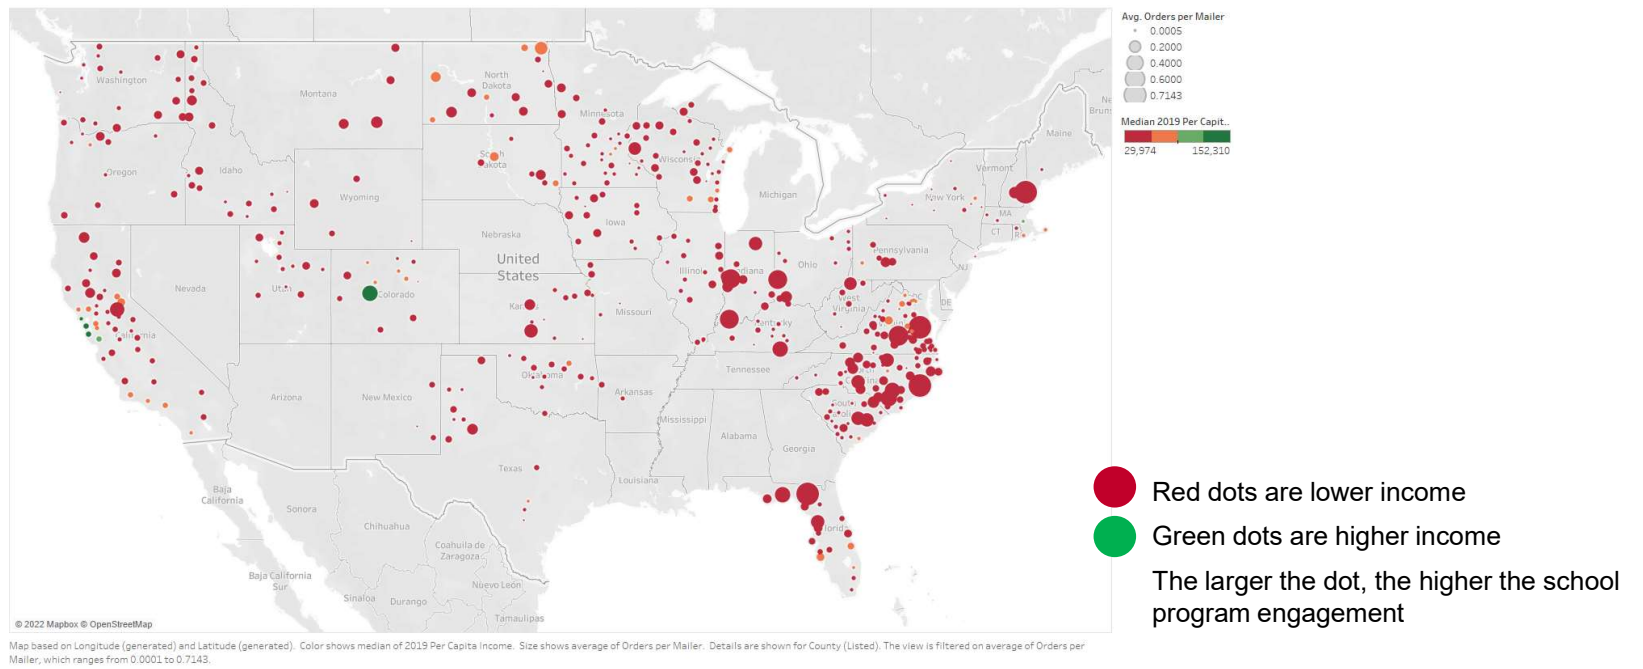 Avg. Orders per Mailer
0.0005
0.2000
0.4000
0.6000
0.7143
Median 2019 Per Capit..
29,974 152,310
Washington
Montana
North
Dakota
Minnesota
Maine
Oregon
Idaho
Wyoming
Wisconsin
Michigan
Vermont
New York
MA
CT
Nebraska
Iowa
Pennsylvania
NJ
United
States
Nevada
Utah
Colorado
Missouri
Ohio
West
Virginia
DE
California
Kentucky
Tennessee
Arizona
New Mexico
Oklahoma
Arkansas
Mississippi
Alabama
Georgia
Texas
Louisiana
Baja
California
Sonora
Chihuahua
Coahuila de
Zaragoza
Baja California
Sur
Sinaloa
Durango
Nuevo León
Tamaulipas
© 2022 Mapbox © OpenStreetMap
Red dots are lower income
Green dots are higher income
The larger the dot, the higher the school
program engagement
Map based on Longitude (generated) and Latitude (generated). Color shows median of 2019 Per Capita Income. Size shows average of Orders per Mailer. Details are shown for County (Listed). The view is filtered on average of Orders per
Mailer, which ranges from 0.0001 to 0.7143.